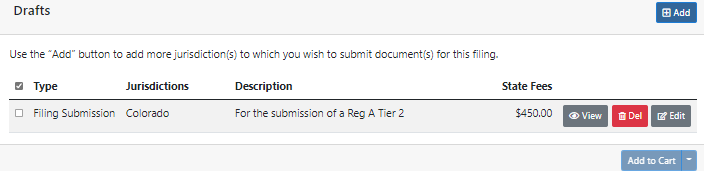 Drafts
Add
Use the "Add" button to add more jurisdiction(s) to which you wish to submit document(s) for this filing.
Type Jurisdictions Description State Fees
Filing Submission Colorado For the submission of a Reg A Tier 2 $450.00 View Del Edit
Add to Cart